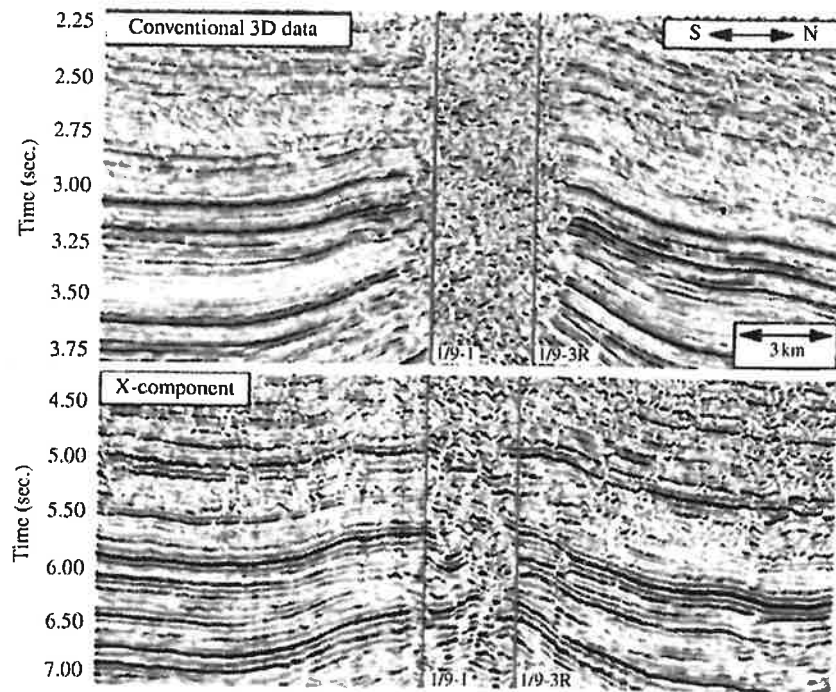 Conventional 3D data
S N
2.25
2.50
2.75
3.00
3.25
3.50
3.75
Time (sec.)
1/9-1
1/9-3R
3 km
X-component
4.50
5.00
5.50
6.00
6.50
7.00
Time (sec.)
1/9-1
1/9-3R